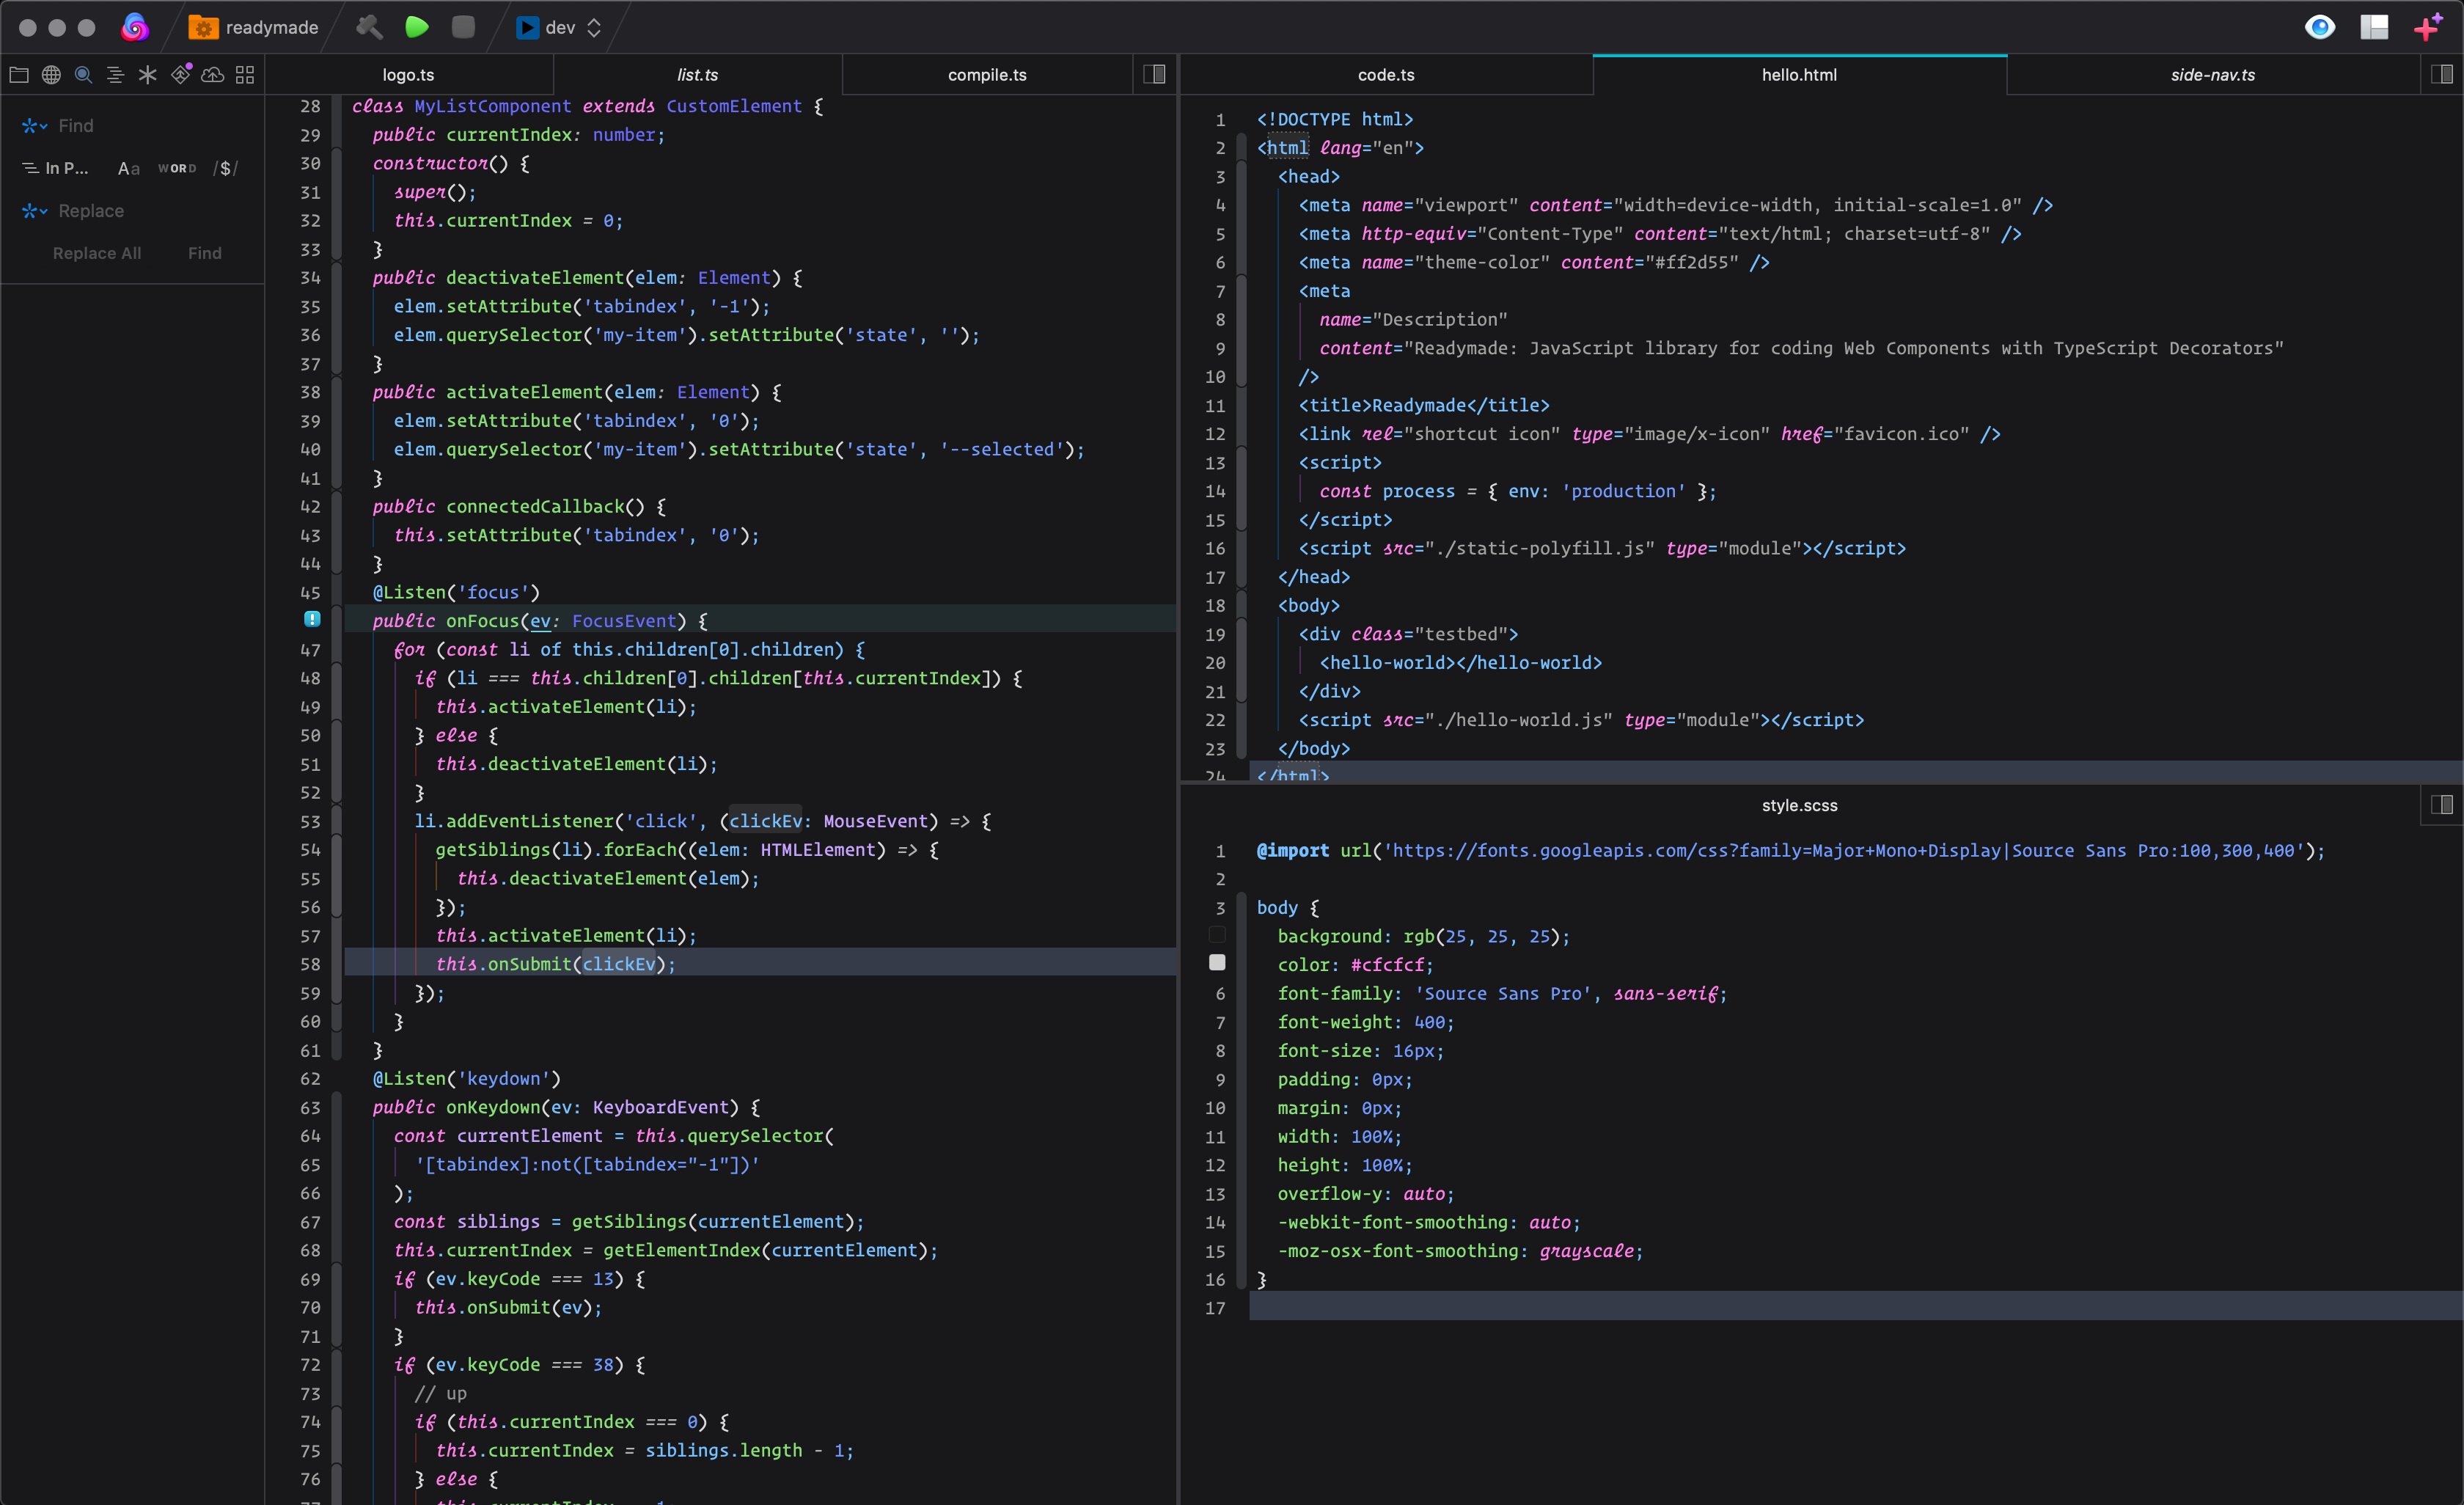 readymade
dev
logo.ts
list.ts
compile.ts
code.ts
hello.html
side-nav.ts
Find
In P...
Aa
WORD
/$/
Replace
Replace All
Find
28 class MyListComponent extends CustomElement {
29 public currentIndex: number;
30 constructor() {
31 super();
32 this.currentIndex = 0;
33 }
34 public deactivateElement(elem: Element) {
35 elem.setAttribute('tabindex', '-1');
36 elem.querySelector('my-item').setAttribute('state', '');
37 }
38 public activateElement(elem: Element) {
39 elem.setAttribute('tabindex', '0');
40 elem.querySelector('my-item').setAttribute('state', '--selected');
41 }
42 public connectedCallback() {
43 this.setAttribute('tabindex', '0');
44 }
45 @Listen('focus')
public onFocus(ev: FocusEvent) {
47 for (const li of this.children[0].children) {
48 if (li === this.children[0].children[this.currentIndex]) {
49 this.activateElement(li);
50 } else {
51 this.deactivateElement(li);
52 }
53 li.addEventListener('click', (clickEv: MouseEvent) => {
54 getSiblings(li).forEach((elem: HTMLElement) => {
55 this.deactivateElement(elem);
56 });
57 this.activateElement(li);
58 this.onSubmit(clickEv);
59 });
60 }
61 }
62 @Listen('keydown')
63 public onKeydown(ev: KeyboardEvent) {
64 const currentElement = this.querySelector(
65 '[tabindex]:not([tabindex="-1"])'
66 );
67 const siblings = getSiblings(currentElement);
68 this.currentIndex = getElementIndex(currentElement);
69 if (ev.keyCode === 13) {
70 this.onSubmit(ev);
71 }
72 if (ev.keyCode === 38) {
73 // up
74 if (this.currentIndex === 0) {
75 this.currentIndex = siblings.length - 1;
76 } else {
1 <!DOCTYPE html>
2 <html lang="en">
3 <head>
4 <meta name="viewport" content="width=device-width, initial-scale=1.0" />
5 <meta http-equiv="Content-Type" content="text/html; charset=utf-8" />
6 <meta name="theme-color" content="#ff2d55" />
7 <meta
8 name="Description"
9 content="Readymade: JavaScript library for coding Web Components with TypeScript Decorators"
10 />
11 <title>Readymade</title>
12 <link rel="shortcut icon" type="image/x-icon" href="favicon.ico" />
13 <script>
14 const process = { env: 'production' };
15 </script>
16 <script src="./static-polyfill.js" type="module"></script>
17 </head>
18 <body>
19 <div class="testbed">
20 <hello-world></hello-world>
21 </div>
22 <script src="./hello-world.js" type="module"></script>
23 </body>
24 </html>
style.scss
1 @import url('https://fonts.googleapis.com/css?family=Major+Mono+Display|Source Sans Pro:100,300,400');
2
3 body {
background: rgb(25, 25, 25);
color: #cfcfcf;
6 font-family: 'Source Sans Pro', sans-serif;
7 font-weight: 400;
8 font-size: 16px;
9 padding: 0px;
10 margin: 0px;
11 width: 100%;
12 height: 100%;
13 overflow-y: auto;
14 -webkit-font-smoothing: auto;
15 -moz-osx-font-smoothing: grayscale;
16 }
17